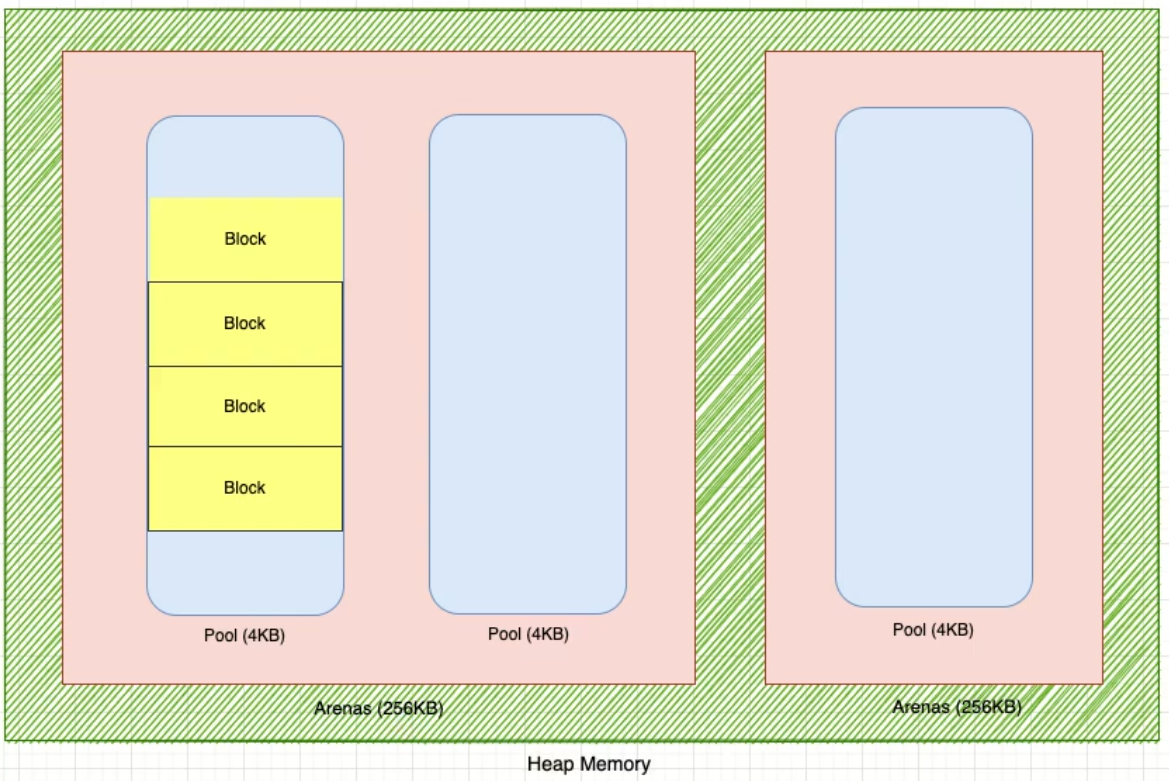 Block
Block
Block
Block
Pool (4KB)
Pool (4KB)
Pool (4KB)
Arenas (256KB)
Arenas (256KB)
Heap Memory